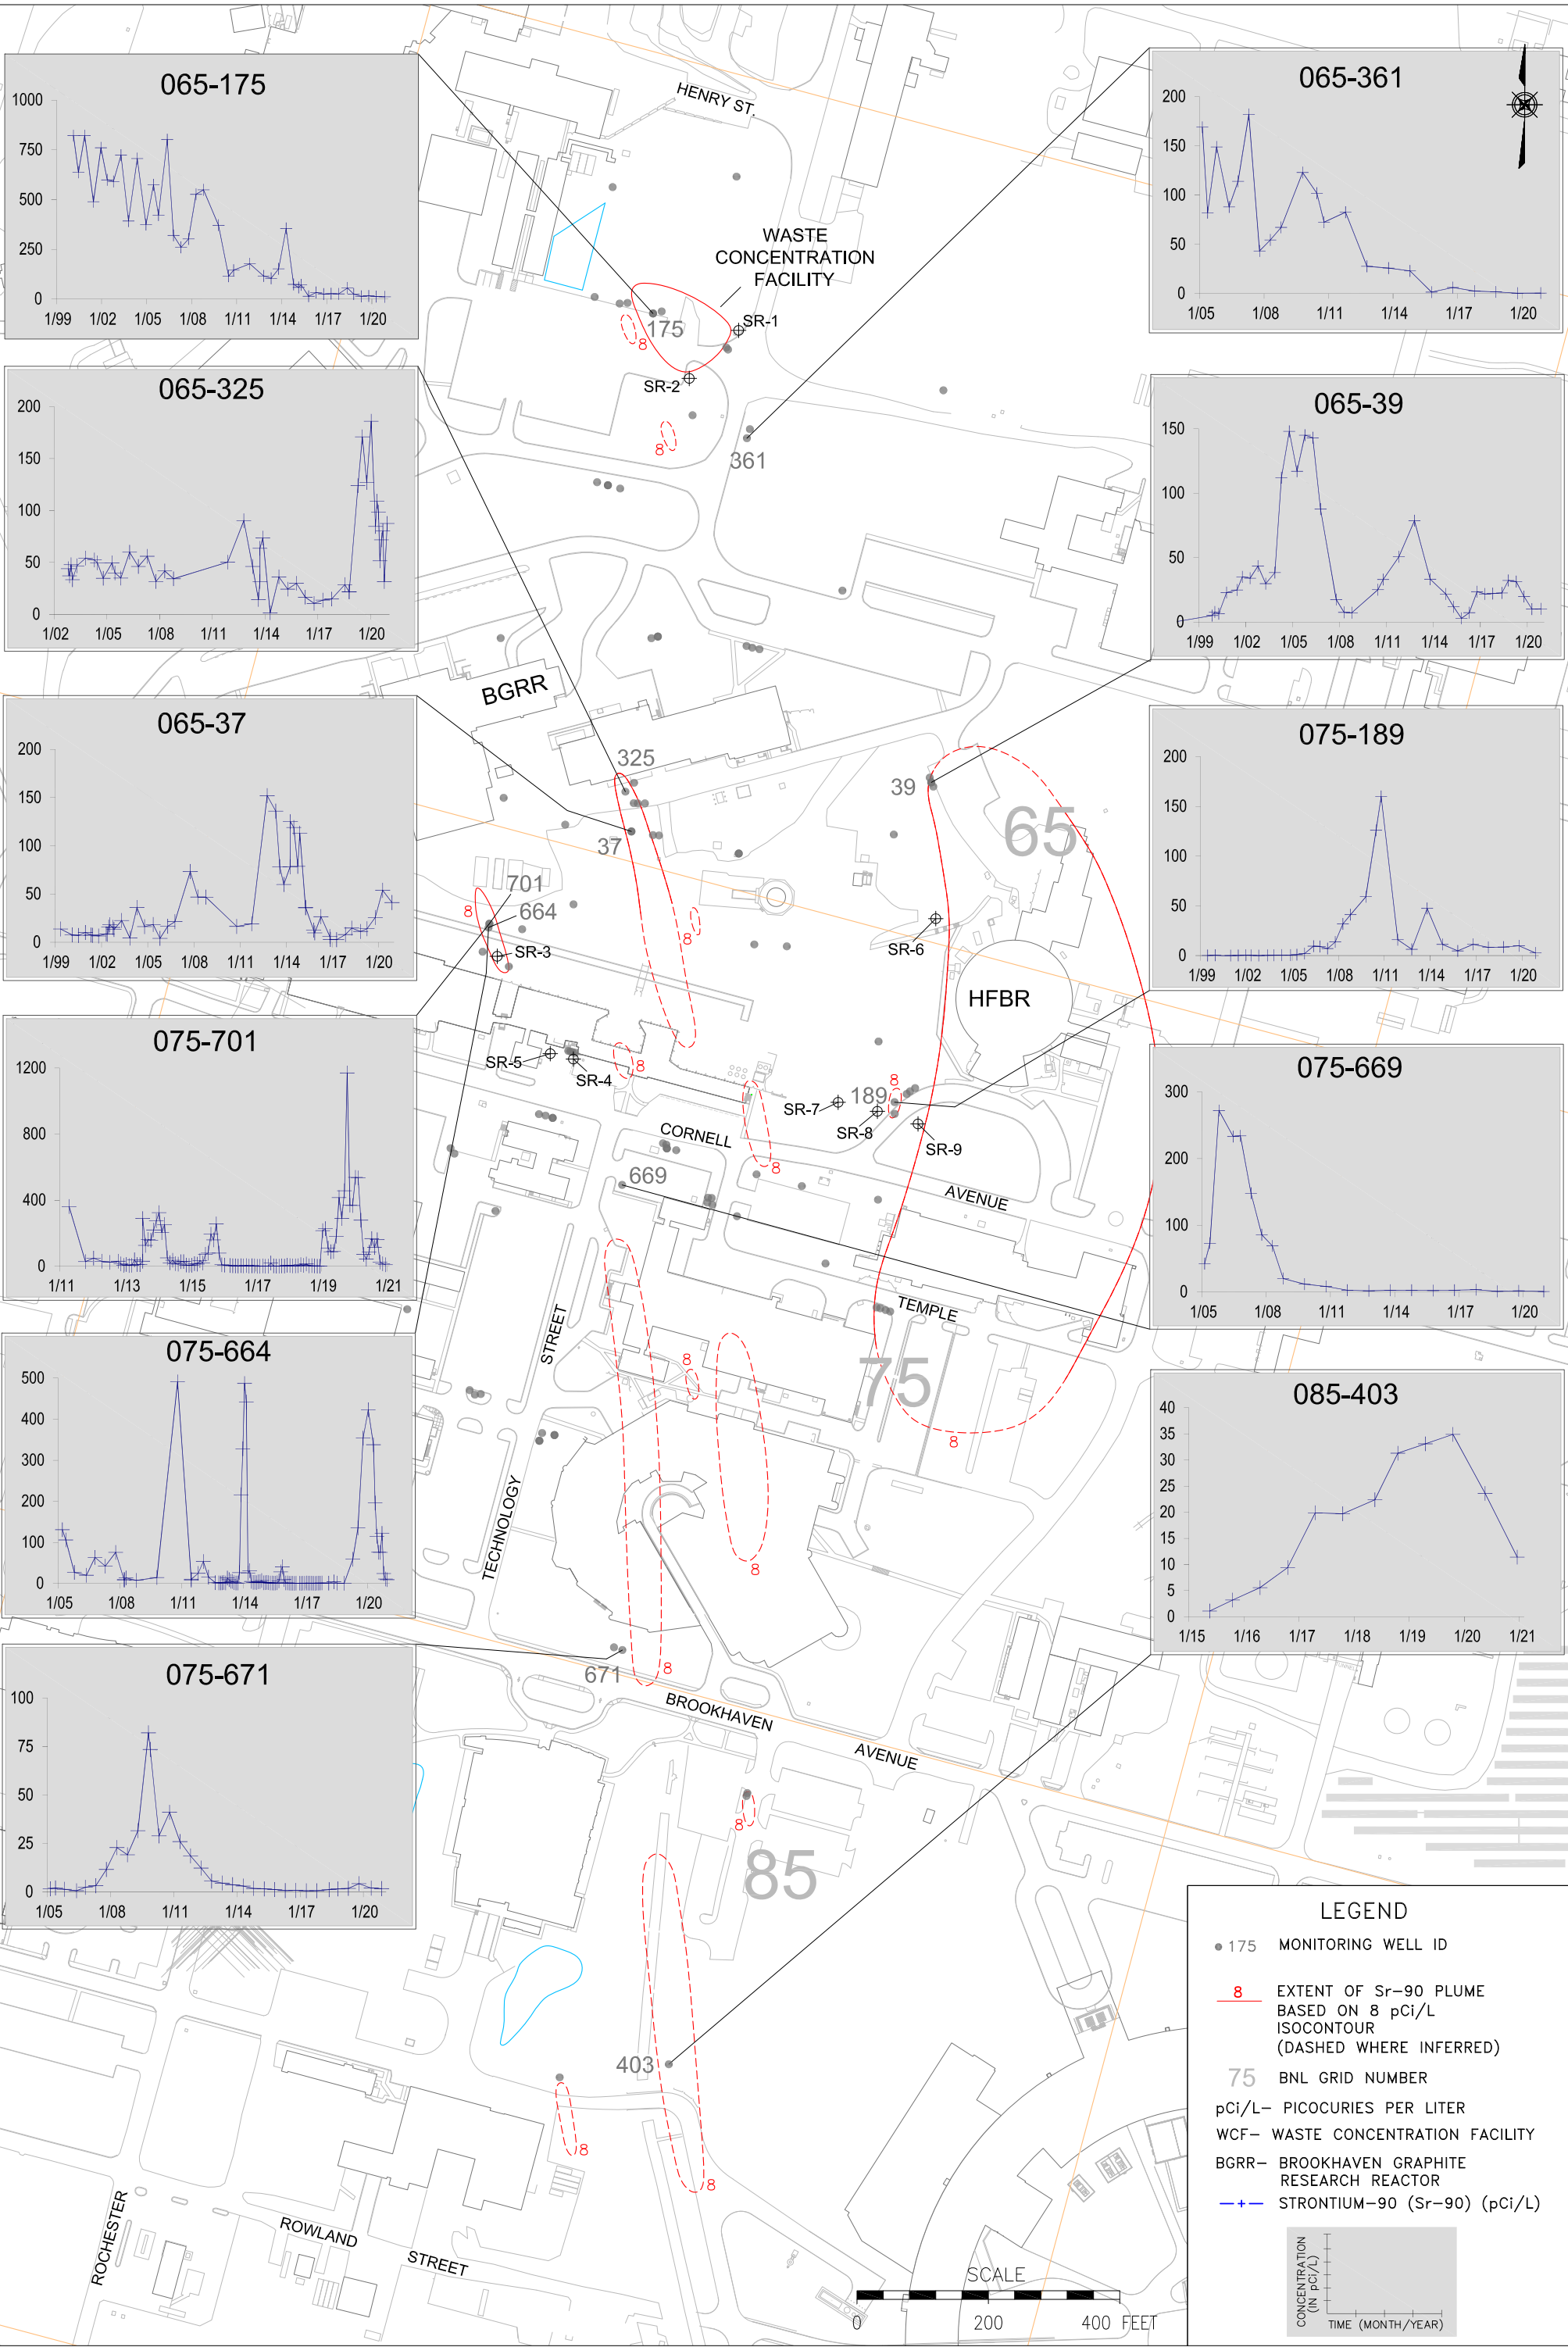 065-175
1000
750
500
250
0
1/99 1/02 1/05 1/08 1/11 1/14 1/17 1/20
065-325
200
150
100
50
0
1/02 1/05 1/08 1/11 1/14 1/17 1/20
065-37
200
150
100
50
0
1/99 1/02 1/05 1/08 1/11 1/14 1/17 1/20
075-701
1200
800
400
0
1/11 1/13 1/15 1/17 1/19 1/21
075-664
500
400
300
200
100
0
1/05 1/08 1/11 1/14 1/17 1/20
075-671
100
75
50
25
0
1/05 1/08 1/11 1/14 1/17 1/20
HENRY ST.
WASTE
CONCENTRATION
FACILITY
175
SR-1
8
SR-2
8
361
BGRR
325
39
65
37
701
8
664
8
SR-3
SR-6
HFBR
SR-5
8
SR-4
8
SR-7
189
SR-8
SR-9
CORNELL
8
669
AVENUE
TEMPLE
STREET
8
75
8
TECHNOLOGY
8
671
8
BROOKHAVEN
AVENUE
8
85
403
8
8
ROCHESTER
ROWLAND
STREET
SCALE
0 200 400 FEET
065-361
200
150
100
50
0
1/05 1/08 1/11 1/14 1/17 1/20
065-39
150
100
50
0
1/99 1/02 1/05 1/08 1/11 1/14 1/17 1/20
075-189
200
150
100
50
0
1/99 1/02 1/05 1/08 1/11 1/14 1/17 1/20
075-669
300
200
100
0
1/05 1/08 1/11 1/14 1/17 1/20
085-403
40
35
30
25
20
15
10
5
0
1/15 1/16 1/17 1/18 1/19 1/20 1/21
LEGEND
175 MONITORING WELL ID
8 EXTENT OF Sr-90 PLUME
BASED ON 8 pCi/L
ISOCONTOUR
(DASHED WHERE INFERRED)
75 BNL GRID NUMBER
pCi/L- PICOCURIES PER LITER
WCF- WASTE CONCENTRATION FACILITY
BGRR- BROOKHAVEN GRAPHITE
RESEARCH REACTOR
STRONTIUM-90 (Sr-90) (pCi/L)
CONCENTRATION
(IN pCi/L)
TIME (MONTH/YEAR)